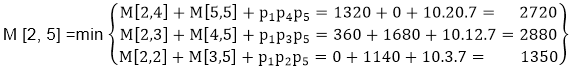 M[2,4] + M[5,5] + p₁p₄p₅ = 1320 + 0 + 10.20.7 = 2720
M [2, 5] =min { M[2,3] + M[4,5] + p₁p₃p₅ = 360 + 1680 + 10.12.7 = 2880
M[2,2] + M[3,5] + p₁p₂p₅ = 0 + 1140 + 10.3.7 = 1350